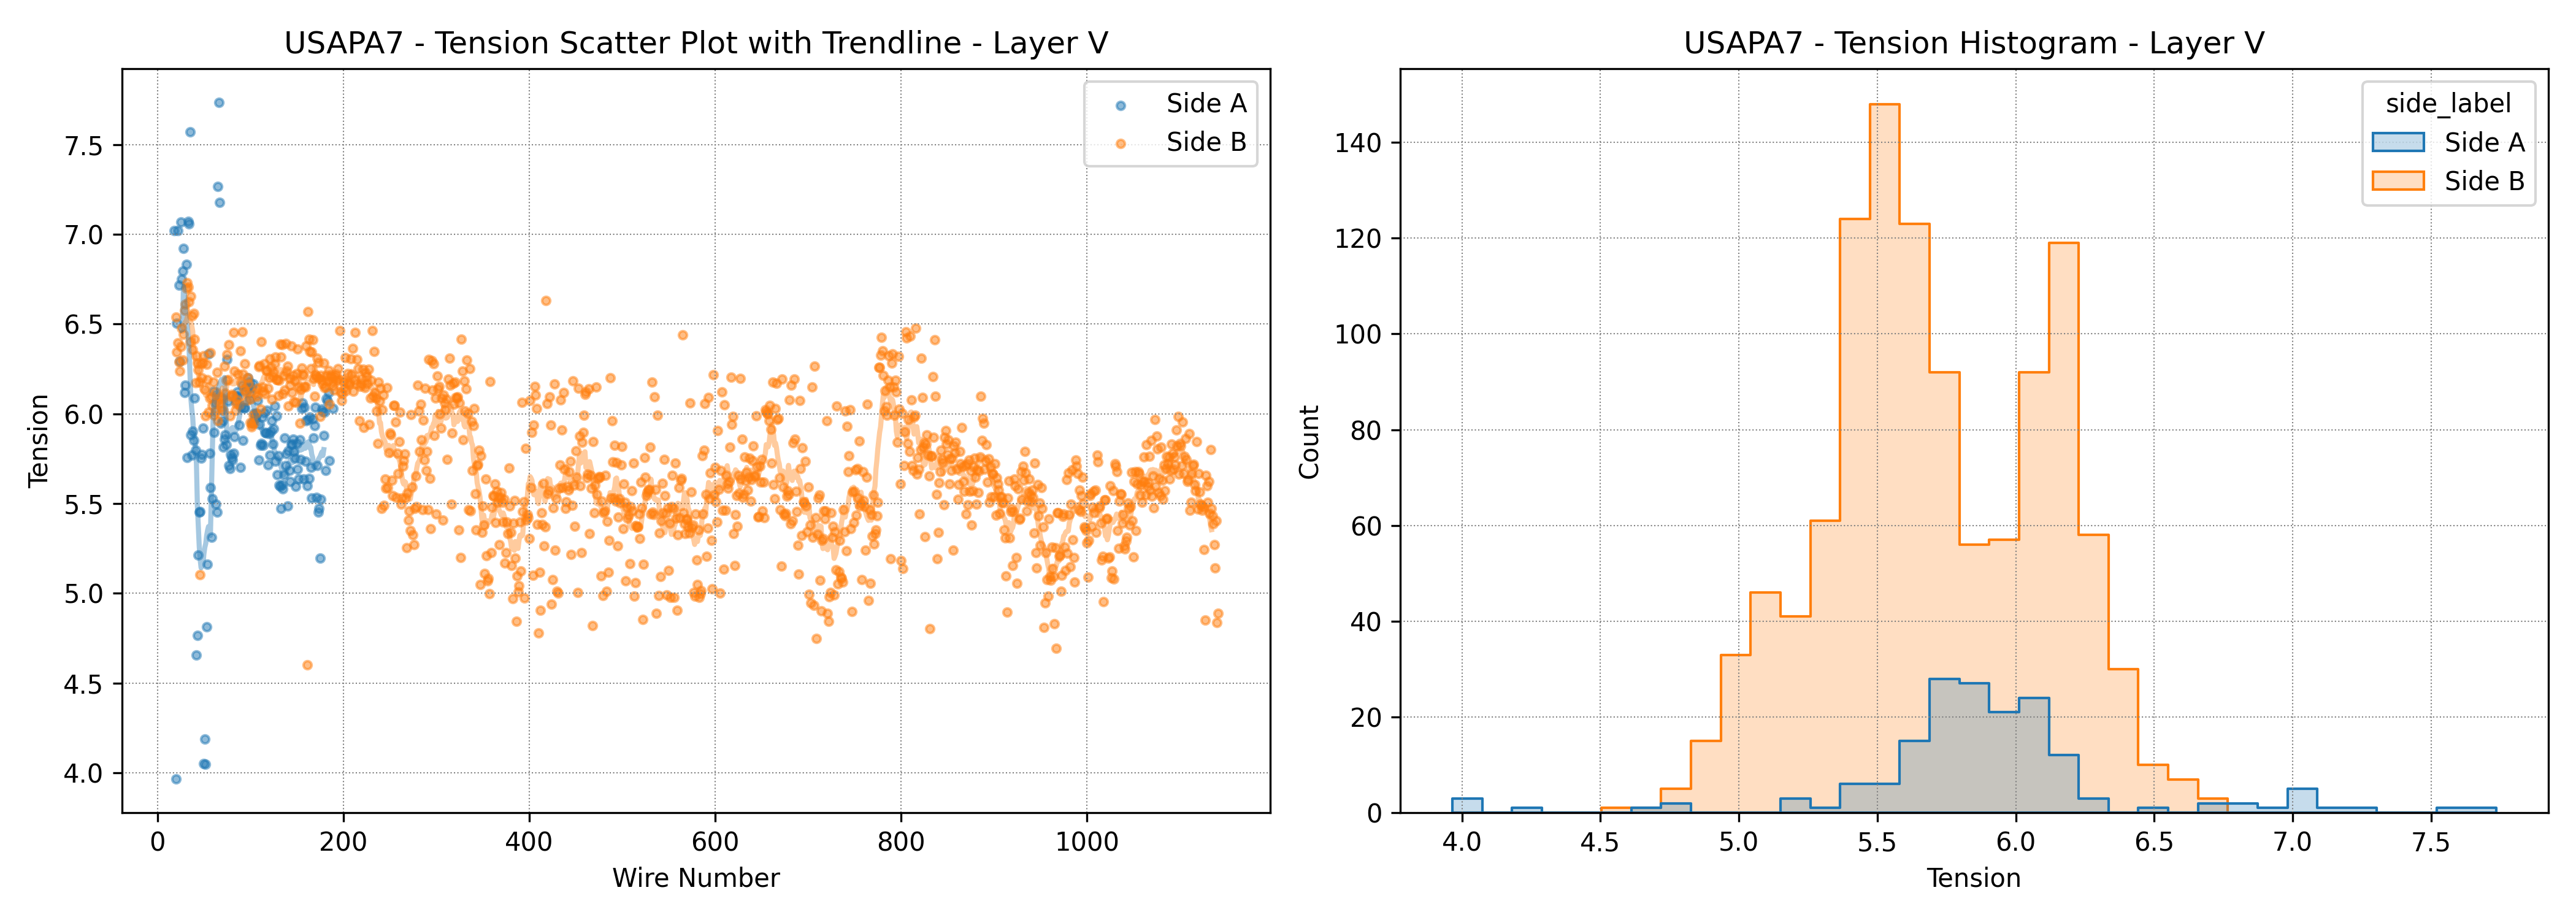 USAPA7 - Tension Scatter Plot with Trendline - Layer V
Side A
Side B
7.5
7.0
6.5
6.0
5.5
5.0
4.5
4.0
Tension
0 200 400 600 800 1000
Wire Number
USAPA7 - Tension Histogram - Layer V
side_label
Side A
Side B
140
120
100
80
60
40
20
0
Count
4.0 4.5 5.0 5.5 6.0 6.5 7.0 7.5
Tension